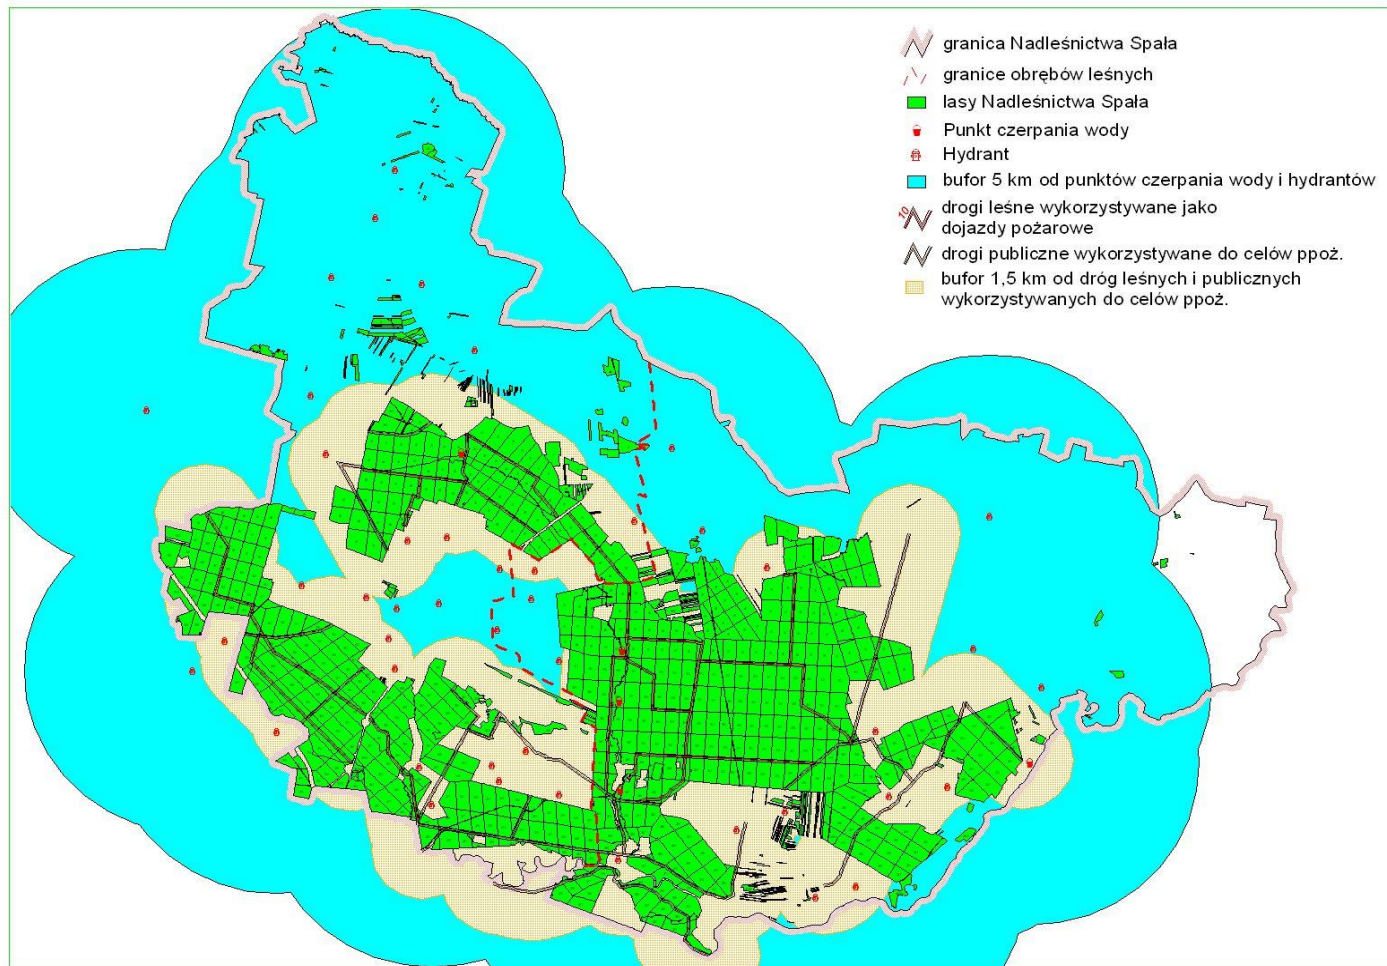 granica Nadleśnictwa Spała
granice obrębów leśnych
lasy Nadleśnictwa Spała
Punkt czerpania wody
Hydrant
bufor 5 km od punktów czerpania wody i hydrantów
10
drogi leśne wykorzystywane jako
dojazdy pożarowe
drogi publiczne wykorzystywane do celów ppoż.
bufor 1,5 km od dróg leśnych i publicznych
wykorzystywanych do celów ppoż.